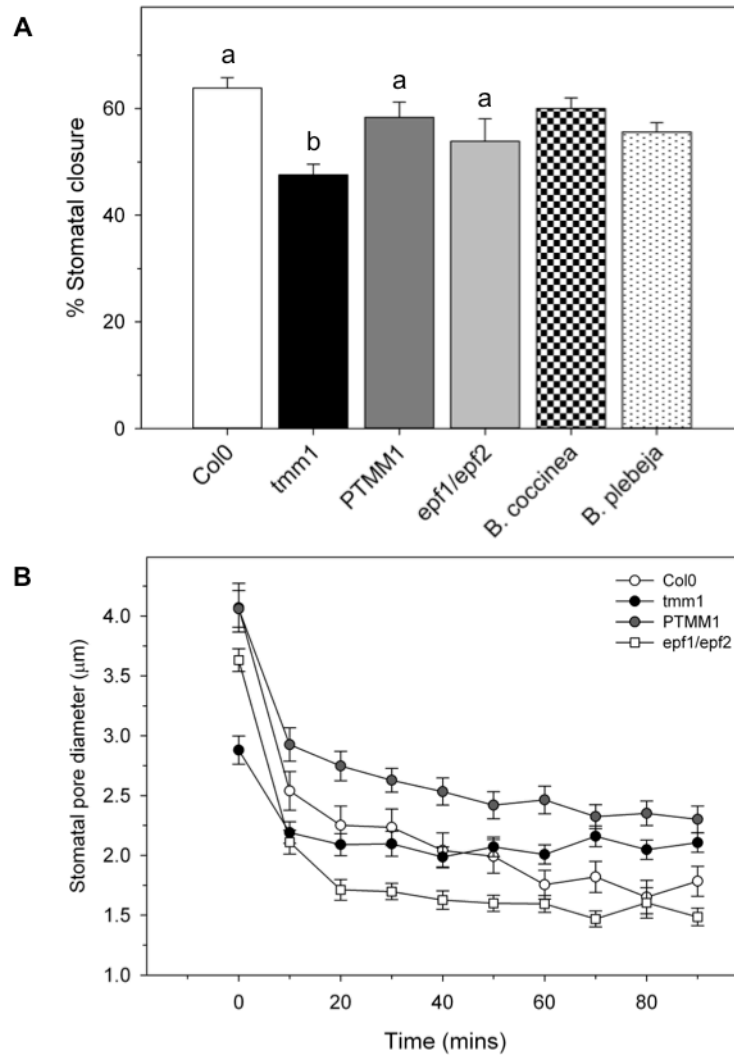 A
% Stomatal closure
60
40
20
0
a
b
a
a
Col0
tmm1
PTMM1
epf1/epf2
B. coccinea
B. plebeja
B
Stomatal pore diameter (μm)
4.0
3.5
3.0
2.5
2.0
1.5
1.0
Col0
tmm1
PTMM1
epf1/epf2
0
20
40
60
80
Time (mins)